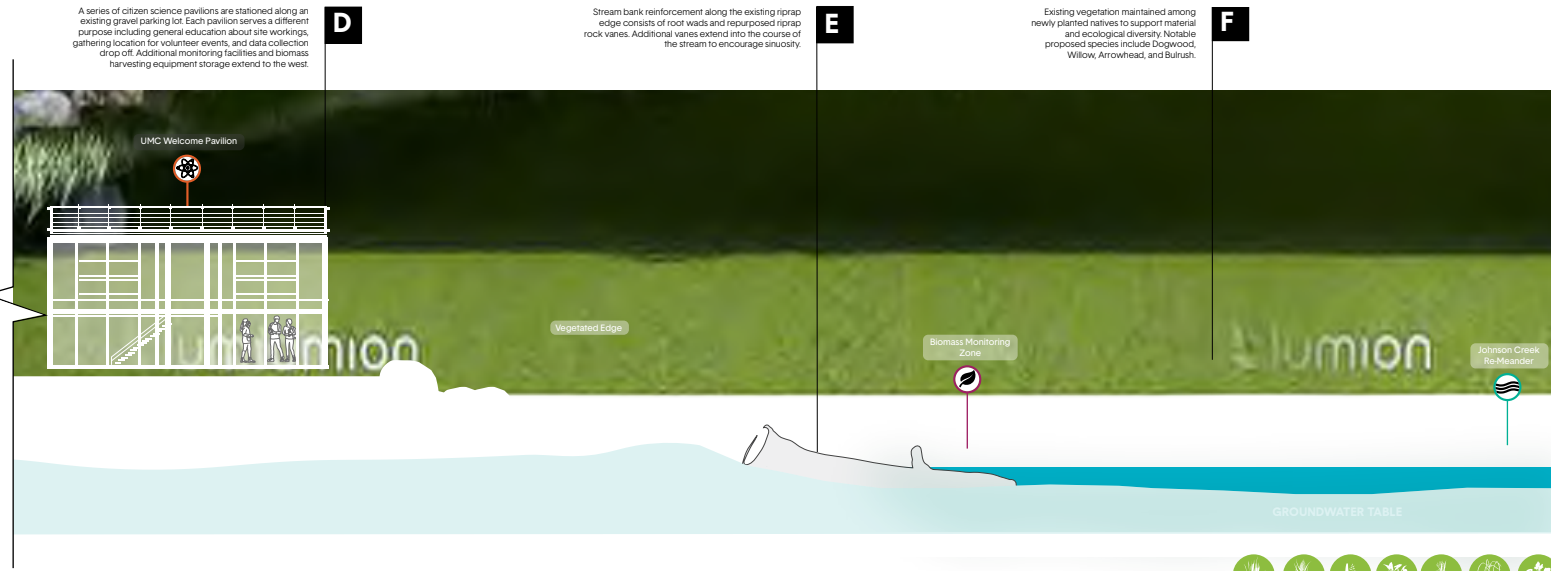 A series of citizen science pavilions are stationed along an
existing gravel parking lot. Each pavilion serves a different
purpose including general education about site workings,
gathering location for volunteer events, and data collection
drop off. Additional monitoring facilities and biomass
harvesting equipment storage extend to the west.
D
Stream bank reinforcement along the existing riprap
edge consists of root wads and repurposed riprap
rock vanes. Additional vanes extend into the course of
the stream to encourage sinuosity.
E
Existing vegetation maintained among
newly planted natives to support material
and ecological diversity. Notable
proposed species include Dogwood,
Willow, Arrowhead, and Bulrush.
F
UMC Welcome Pavilion
Vegetated Edge
Biomass Monitoring
Zone
lumion
lumion
Johnson Creek
Re-Meander
GROUNDWATER TABLE